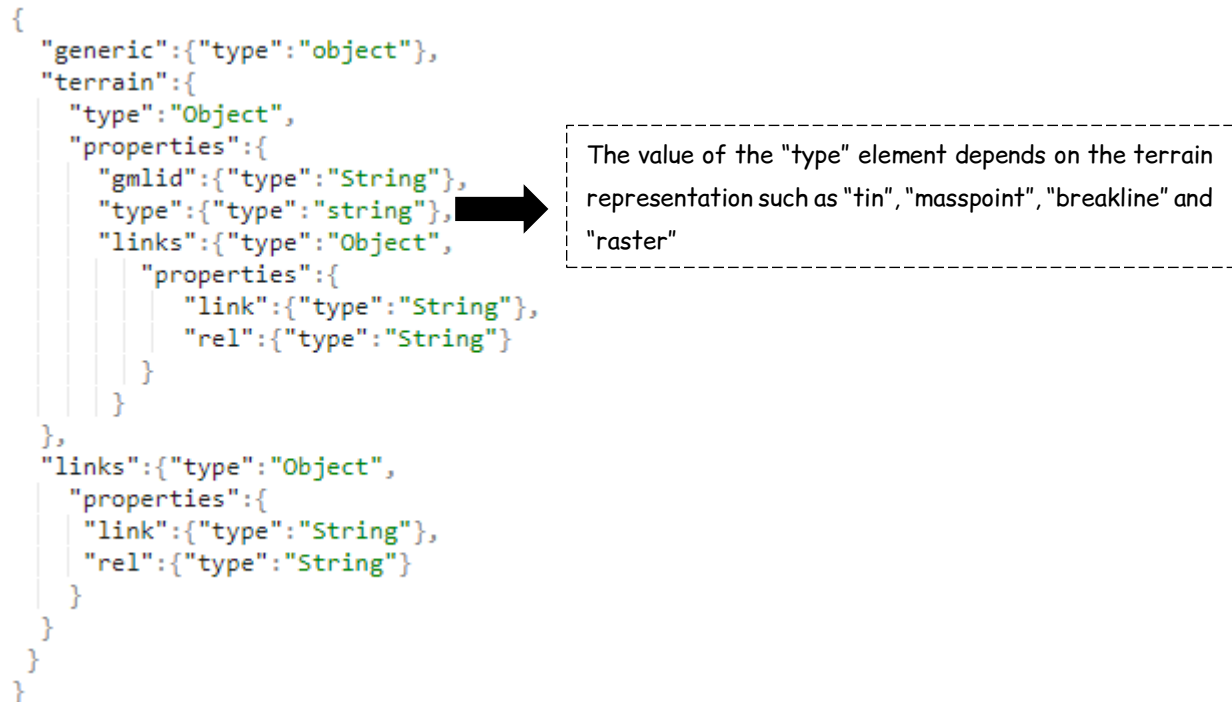 {
"generic":{"type":"object"},
"terrain":{
"type":"Object",
"properties":{
"gmlid":{"type":"String"},
"type":{"type":"string"},
"links":{"type":"Object",
"properties":{
"link":{"type":"String"},
"rel":{"type":"String"}
}
}
},
"links":{"type":"Object",
"properties":{
"link":{"type":"String"},
"rel":{"type":"String"}
}
}
}
}
The value of the “type” element depends on the terrain
representation such as “tin”, “masspoint”, “breakline” and
“raster”